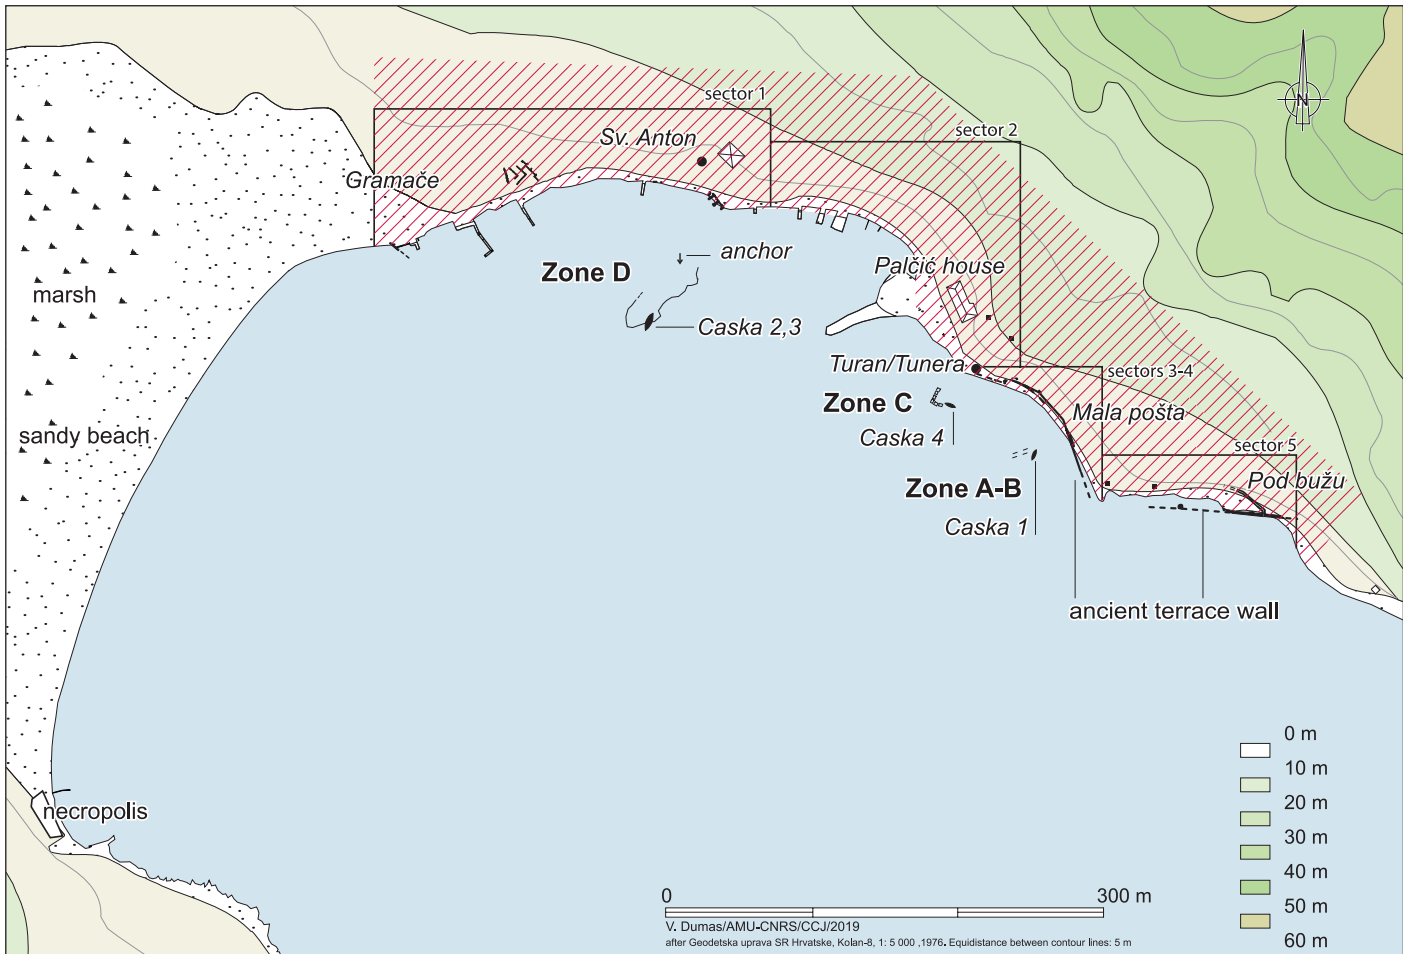 sector 1
sector 2
N
Sv. Anton
Gramače
anchor
Zone D
Palčić house
marsh
Caska 2,3
Turan/Tunera
sectors 3-4
Zone C
Mala pošta
sandy beach
Caska 4
sector 5
Zone A-B
Pod bužu
Caska 1
ancient terrace wall
necropolis
0 m
10 m
20 m
30 m
40 m
50 m
60 m
0
300 m
V. Dumas/AMU-CNRS/CCJ/2019
after Geodetska uprava SR Hrvatske, Kolan-8, 1: 5 000 ,1976. Equidistance between contour lines: 5 m